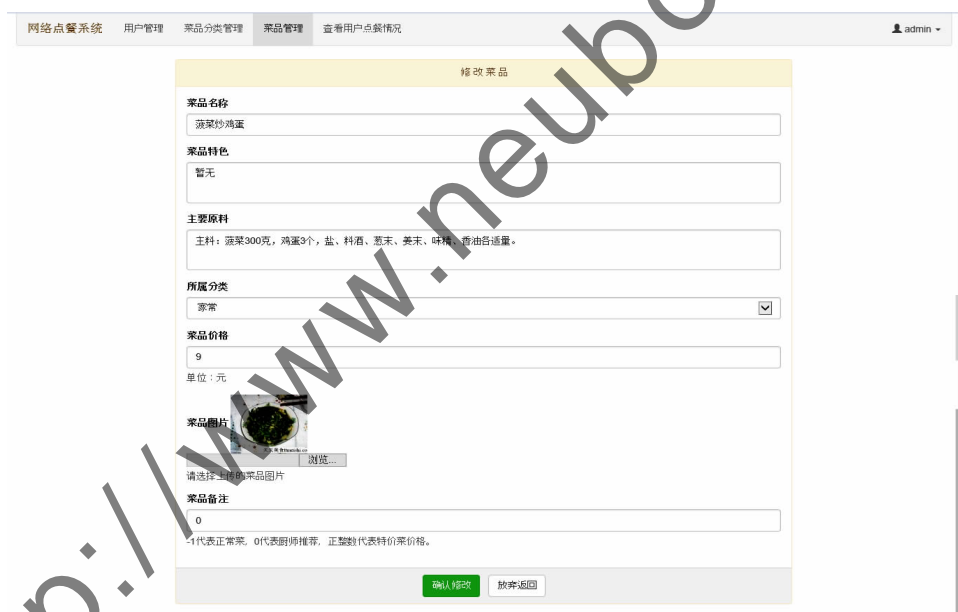 网络点餐系统 用户管理 菜品分类管理 菜品管理 查看用户点餐情况 admin
修改菜品
菜品名称
菠菜炒鸡蛋
菜品特色
暂无
主要原料
主料：菠菜300克，鸡蛋3个，盐、料酒、葱末、姜末、味精、香油各适量。
所属分类
家常
菜品价格
9
单位：元
菜品图片
浏览...
请选择上传的菜品图片
菜品备注
0
-1代表正常菜，0代表厨师推荐，正整数代表特价菜价格。
确认修改 放弃返回
p://www.neubo